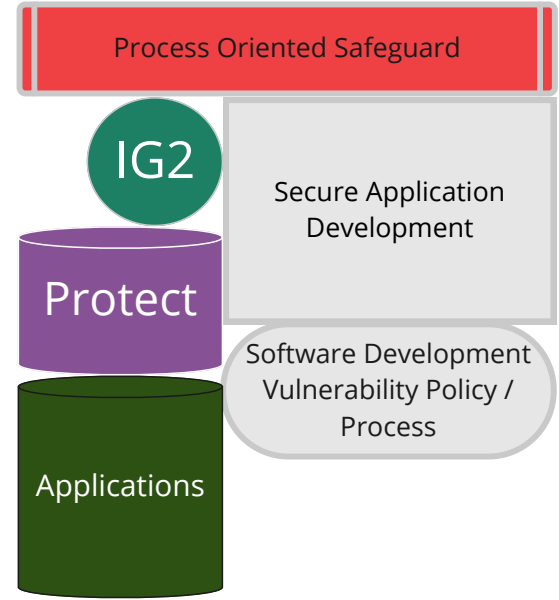 Process Oriented Safeguard
IG2
Secure Application
Development
Protect
Software Development
Vulnerability Policy /
Process
Applications